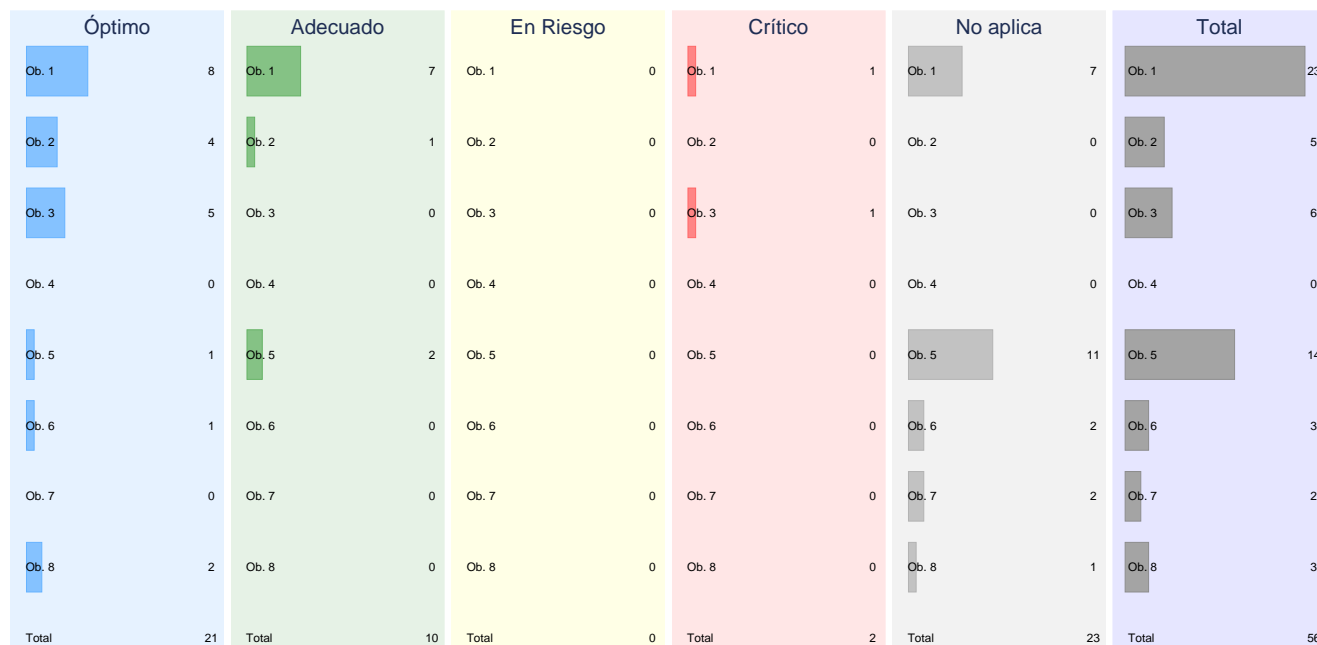 Óptimo Adecuado En Riesgo Crítico No aplica Total
Ob. 1 8 Ob. 1 7 Ob. 1 0 Ob. 1 1 Ob. 1 7 Ob. 1 23
Ob. 2 4 Ob. 2 1 Ob. 2 0 Ob. 2 0 Ob. 2 0 Ob. 2 5
Ob. 3 5 Ob. 3 0 Ob. 3 0 Ob. 3 1 Ob. 3 0 Ob. 3 6
Ob. 4 0 Ob. 4 0 Ob. 4 0 Ob. 4 0 Ob. 4 0 Ob. 4 0
Ob. 5 1 Ob. 5 2 Ob. 5 0 Ob. 5 0 Ob. 5 11 Ob. 5 14
Ob. 6 1 Ob. 6 0 Ob. 6 0 Ob. 6 0 Ob. 6 2 Ob. 6 3
Ob. 7 0 Ob. 7 0 Ob. 7 0 Ob. 7 0 Ob. 7 2 Ob. 7 2
Ob. 8 2 Ob. 8 0 Ob. 8 0 Ob. 8 0 Ob. 8 1 Ob. 8 3
Total 21 Total 10 Total 0 Total 2 Total 23 Total 56